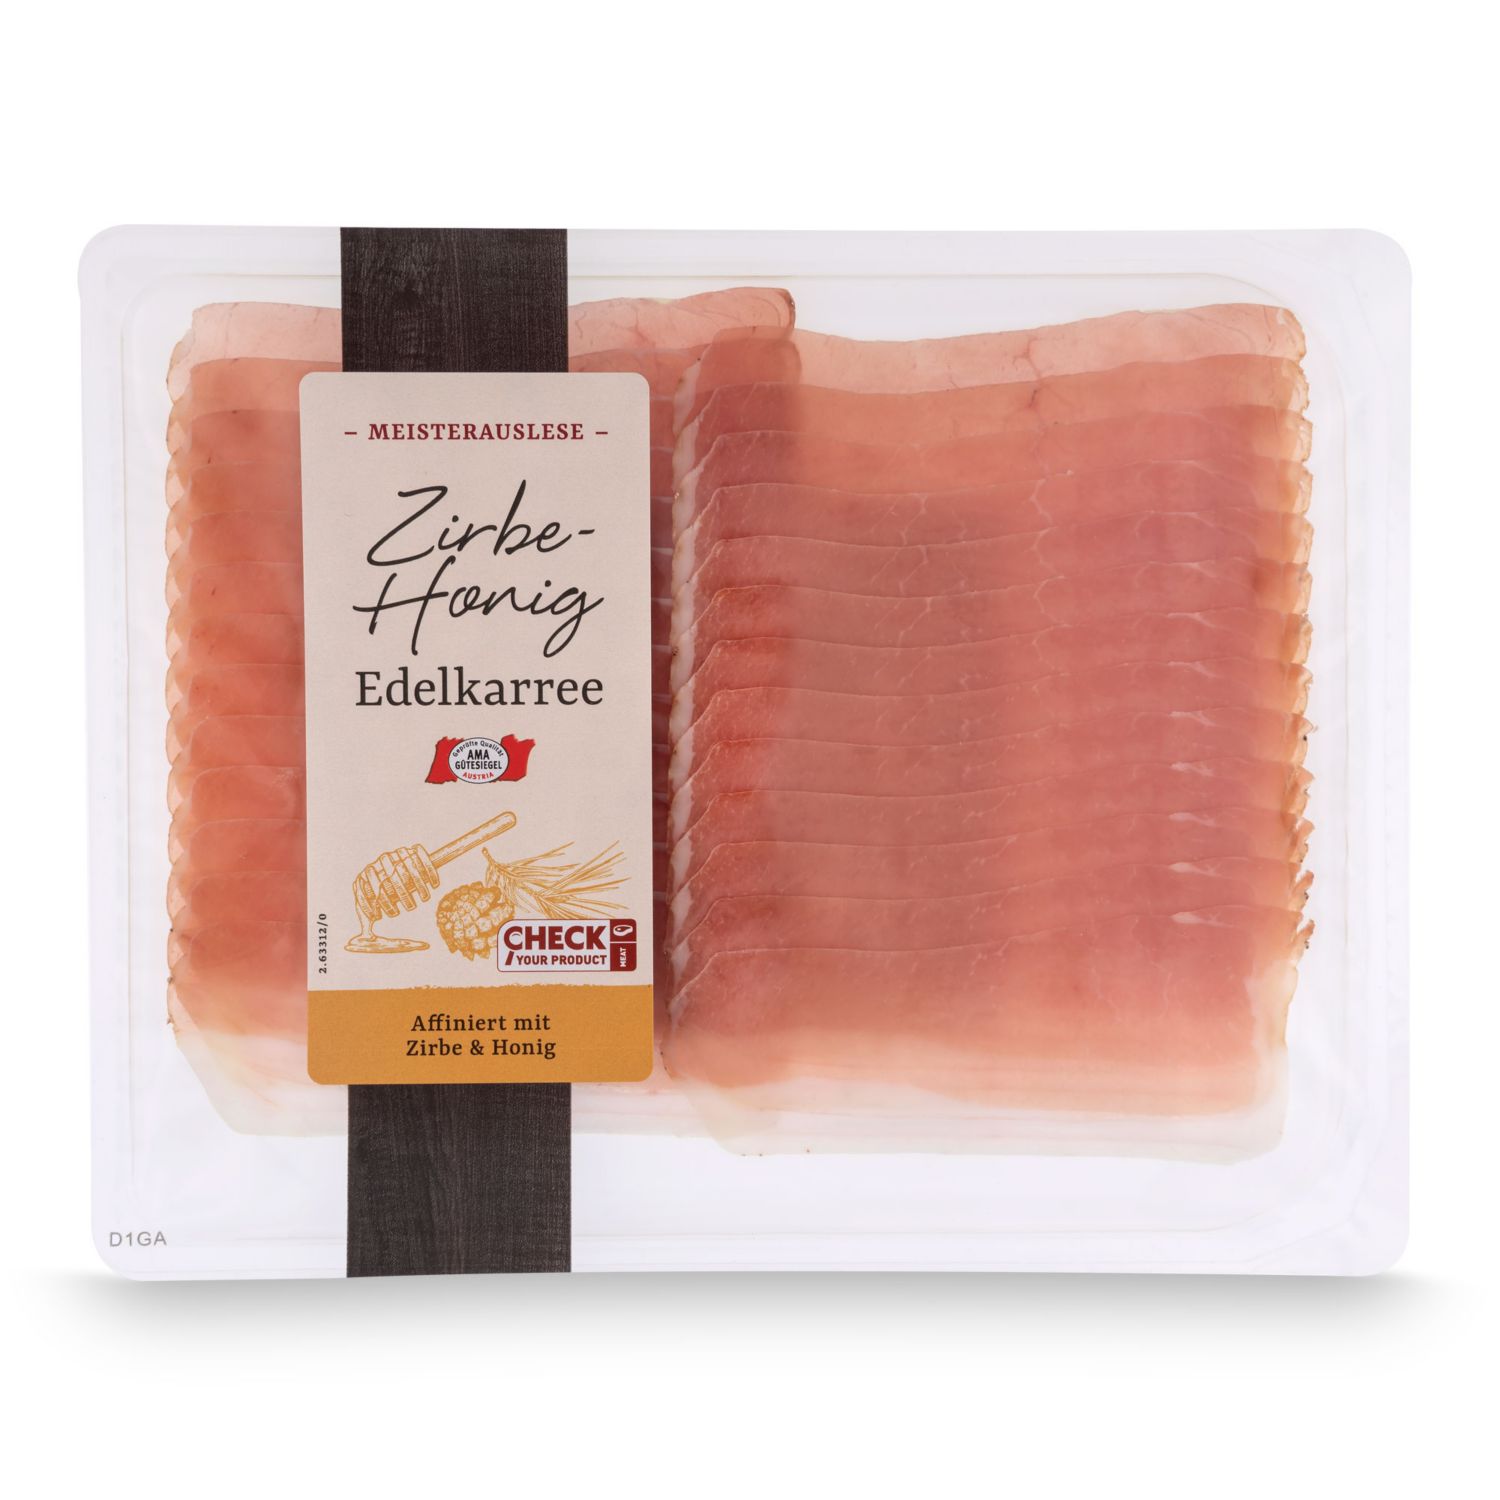 – MEISTERAUSLESE –
Zirbe-
Honig
Edelkarree
Geprüfte Qualität
AMA
GÜTESIEGEL
AUSTRIA
2.63312/0
CHECK
YOUR PRODUCT
MEAT
Affiniert mit
Zirbe & Honig
D1GA